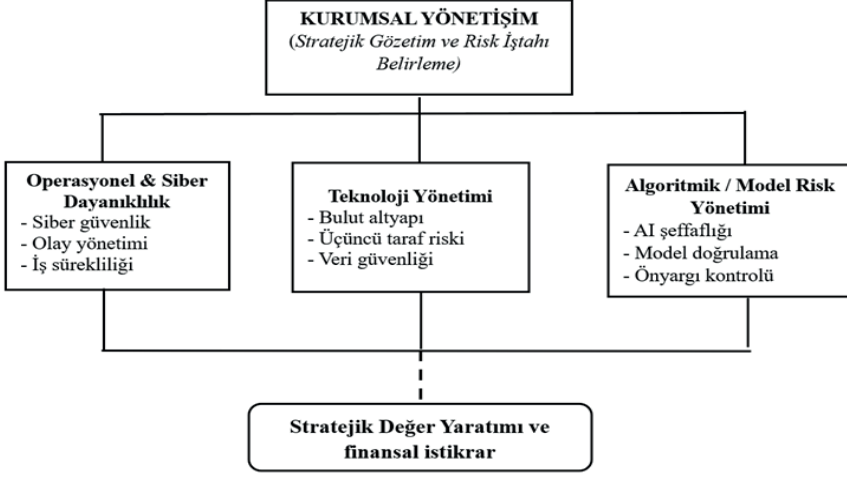 KURUMSAL YÖNETİŞİM
(Stratejik Gözetim ve Risk İştahı
Belirleme)
Operasyonel & Siber
Dayanıklılık
- Siber güvenlik
- Olay yönetimi
- İş sürekliliği
Teknoloji Yönetimi
- Bulut altyapı
- Üçüncü taraf riski
- Veri güvenliği
Algoritmik / Model Risk
Yönetimi
- AI şeffaflığı
- Model doğrulama
- Önyargı kontrolü
Stratejik Değer Yaratımı ve
finansal istikrar